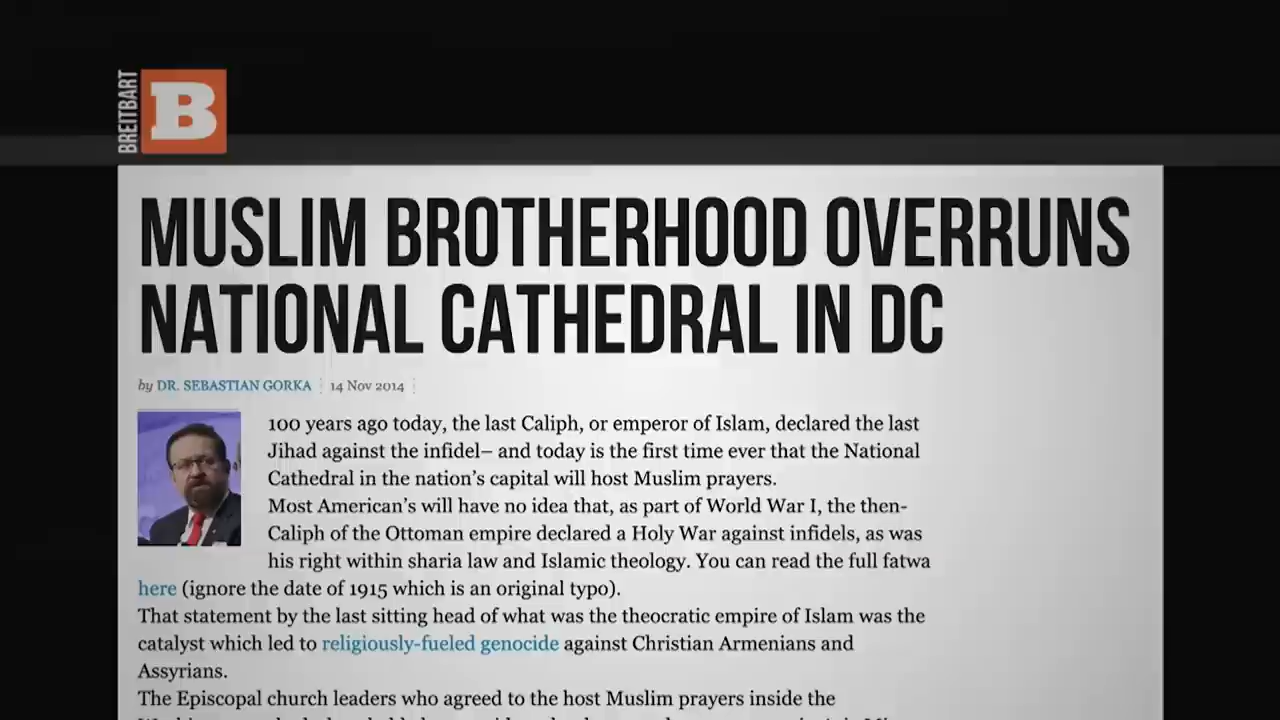 BREITBART
B
MUSLIM BROTHERHOOD OVERRUNS
NATIONAL CATHEDRAL IN DC
by DR. SEBASTIAN GORKA 14 Nov 2014
100 years ago today, the last Caliph, or emperor of Islam, declared the last
Jihad against the infidel– and today is the first time ever that the National
Cathedral in the nation's capital will host Muslim prayers.
Most American's will have no idea that, as part of World War I, the then-
Caliph of the Ottoman empire declared a Holy War against infidels, as was
his right within sharia law and Islamic theology. You can read the full fatwa
here (ignore the date of 1915 which is an original typo).
That statement by the last sitting head of what was the theocratic empire of Islam was the
catalyst which led to religiously-fueled genocide against Christian Armenians and
Assyrians.
The Episcopal church leaders who agreed to the host Muslim prayers inside the